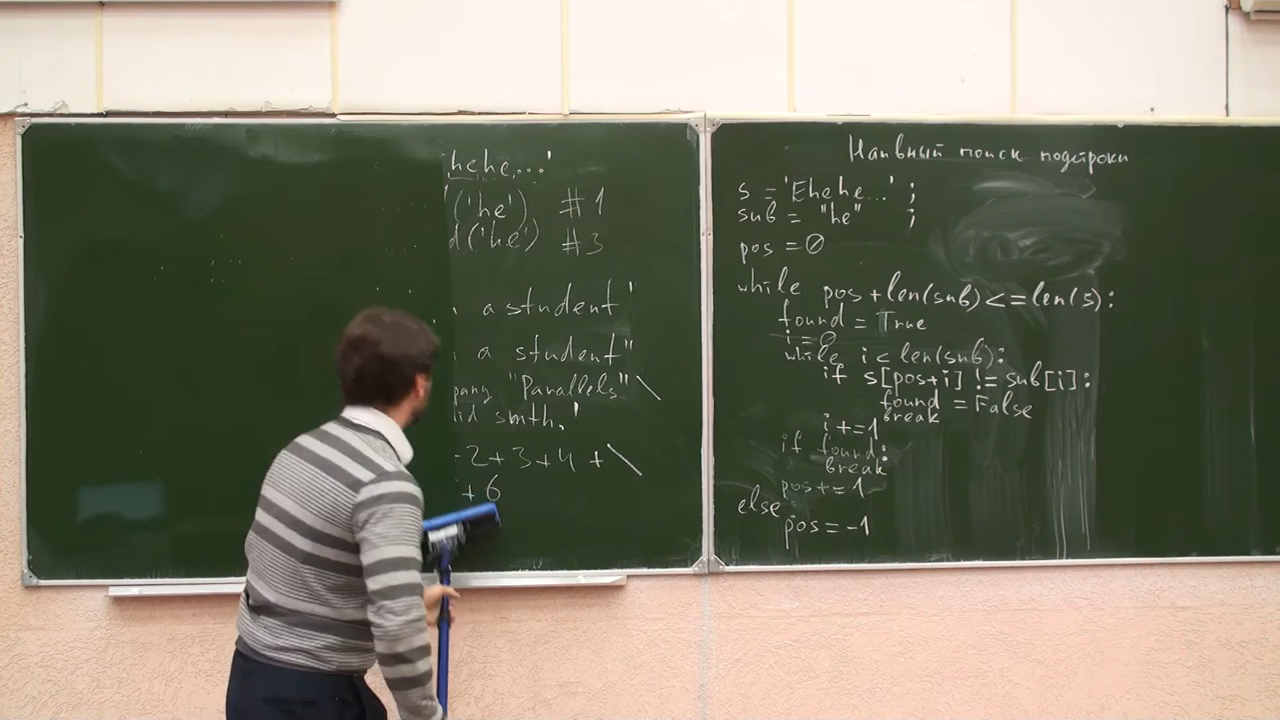 hehe...'
('he') #1
d('he') #3
a student'
a student"
pany "Parallels" \
did smth.'
-2+3+4+\
+6
Наивный поиск подстроки
s = 'Ehehe...' ;
sub = "he" ;
pos = 0
while pos+len(sub)<=len(s):
found = True
i = 0
while i < len(sub):
if s[pos+i] != sub[i]:
found = False
break
i += 1
if found:
break
pos += 1
else:
pos = -1